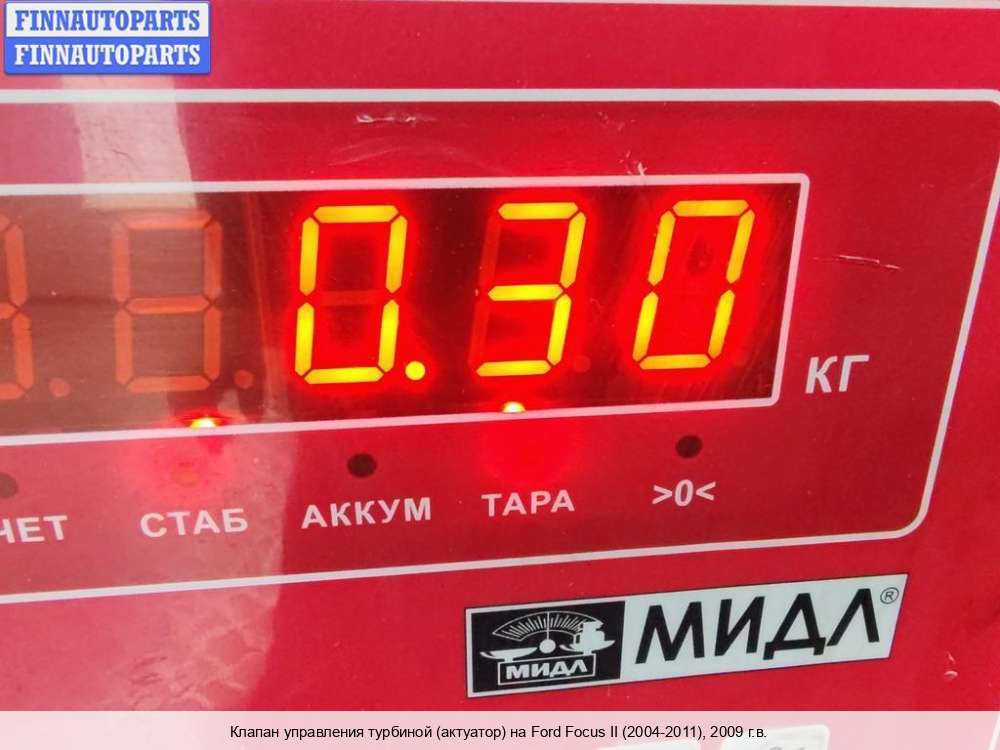 FINNAUTOPARTS
FINNAUTOPARTS
0.30
КГ
ЧЕТ СТАБ АККУМ ТАРА >0<
МИДЛ МИДЛ®
Клапан управления турбиной (актуатор) на Ford Focus II (2004-2011), 2009 г.в.